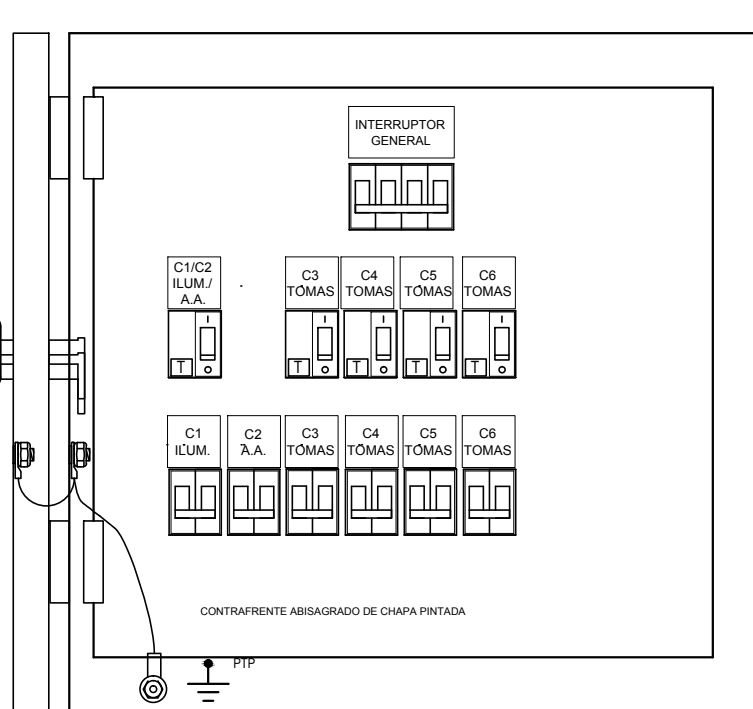 INTERRUPTOR
GENERAL
C1/C2
ILUM./
A.A.
C3
TOMAS
C4
TOMAS
C5
TOMAS
C6
TOMAS
T
T
T
T
T
C1
ILUM.
C2
A.A.
C3
TOMAS
C4
TOMAS
C5
TOMAS
C6
TOMAS
CONTRAFRENTE ABISAGRADO DE CHAPA PINTADA
PTP